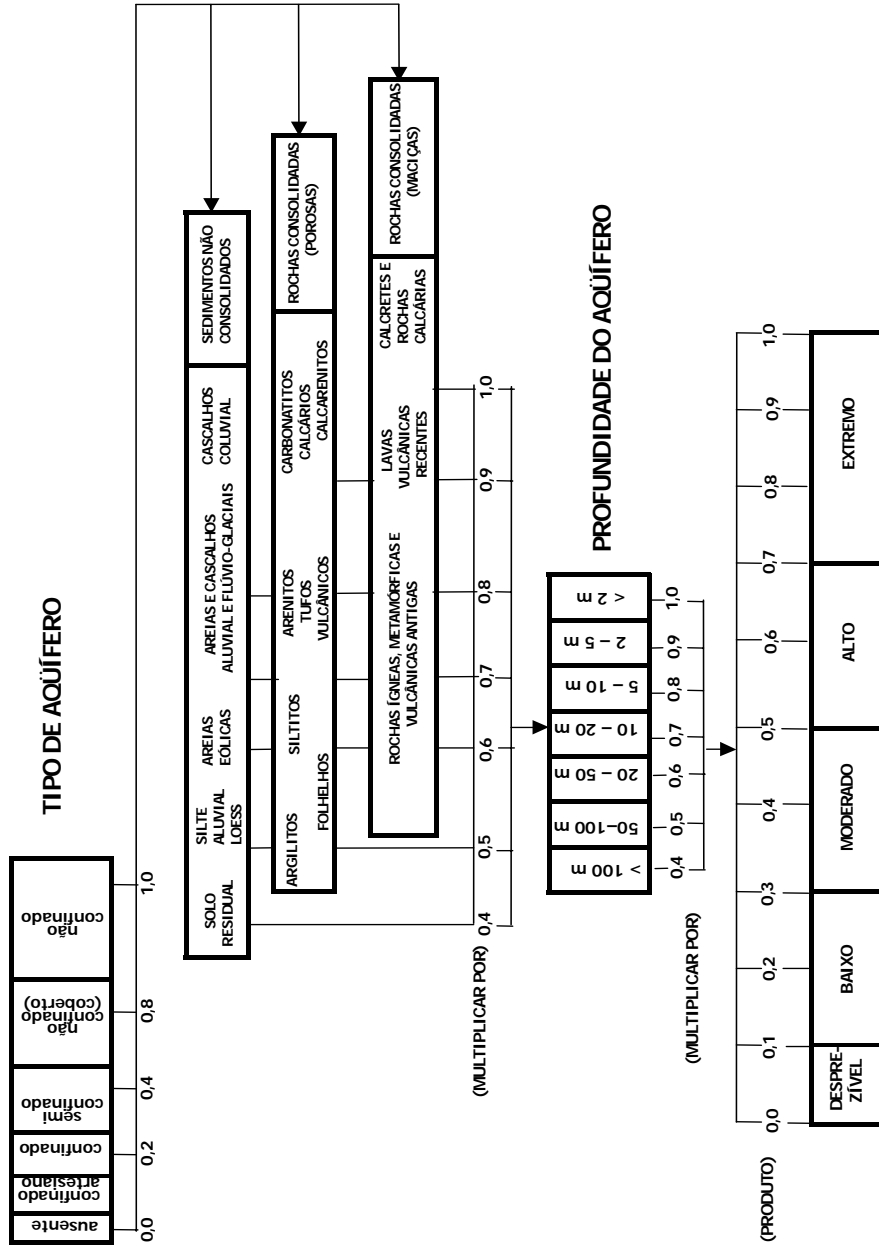 TIPO DE AQÜÍFERO
ausente
confinado
artesiano
confinado
semi
confinado
não
confinado
(coberto)
não
confinado
0,0
0,2
0,4
0,8
1,0
SOLO
RESIDUAL
SILTE
ALUVIAL
LOESS
AREIAS
EÓLICAS
AREIAS E CASCALHOS
ALUVIAL E FLÚVIO-GLACIAIS
CASCALHOS
COLUVIAL
SEDIMENTOS NÃO
CONSOLIDADOS
ARGILITOS
FOLHELHOS
SILTITOS
ARENITOS
TUFOS
VULCÂNICOS
CARBONATITOS
CALCÁRIOS
CALCARENITOS
ROCHAS CONSOLIDADAS
(POROSAS)
ROCHAS ÍGNEAS, METAMÓRFICAS E
VULCÂNICAS ANTIGAS
LAVAS
VULCÂNICAS
RECENTES
CALCRETES E
ROCHAS
CALCÁRIAS
ROCHAS CONSOLIDADAS
(MACIÇAS)
(MULTIPLICAR POR)
0,4
0,5
0,6
0,7
0,8
0,9
1,0
PROFUNDIDADE DO AQÜÍFERO
> 100 m
50–100 m
20 – 50 m
10 – 20 m
5 – 10 m
2 – 5 m
< 2 m
(MULTIPLICAR POR)
0,4
0,5
0,6
0,7
0,8
0,9
1,0
(PRODUTO)
0,0
0,1
0,2
0,3
0,4
0,5
0,6
0,7
0,8
0,9
1,0
DESPRE-
ZÍVEL
BAIXO
MODERADO
ALTO
EXTREMO